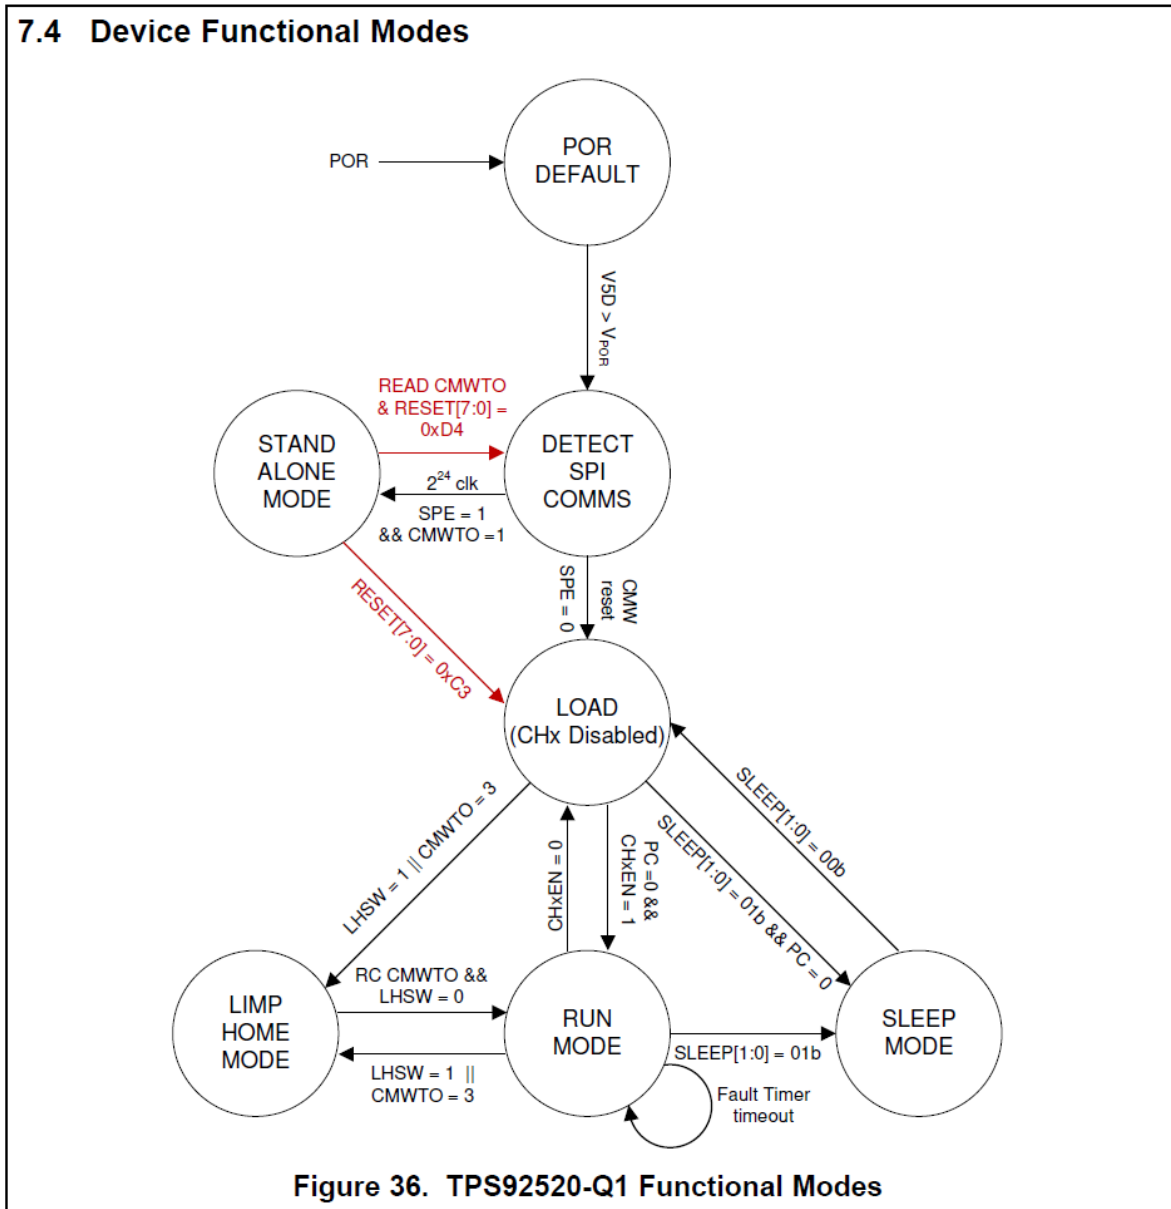 7.4 Device Functional Modes
POR
POR
DEFAULT
V5D > VPOR
READ CMWTO
& RESET[7:0] =
0xD4
STAND
ALONE
MODE
DETECT
SPI
COMMS
2^24 clk
SPE = 1
&& CMWTO =1
SPE = 0
CMW
reset
RESET[7:0] = 0xC3
LOAD
(CHx Disabled)
LHSW = 1 || CMWTO = 3
CHxEN = 0
PC =0 &&
CHxEN = 1
SLEEP[1:0] = 01b && PC = 0
SLEEP[1:0] = 00b
LIMP
HOME
MODE
RC CMWTO &&
LHSW = 0
LHSW = 1 ||
CMWTO = 3
RUN
MODE
SLEEP[1:0] = 01b
SLEEP
MODE
Fault Timer
timeout
Figure 36. TPS92520-Q1 Functional Modes